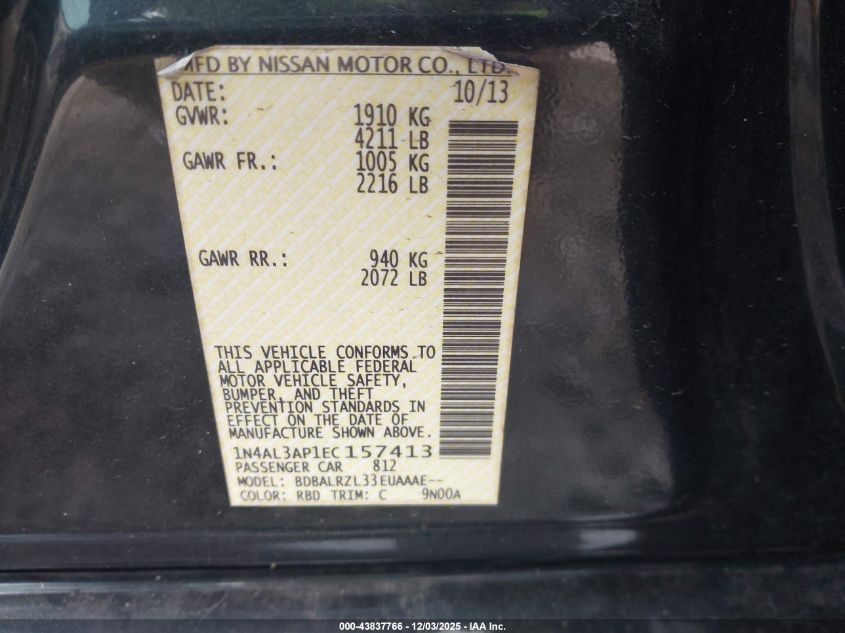 MFD BY NISSAN MOTOR CO., LTD.
DATE: 10/13
GVWR: 1910 KG
4211 LB
GAWR FR.: 1005 KG
2216 LB
GAWR RR.: 940 KG
2072 LB
THIS VEHICLE CONFORMS TO
ALL APPLICABLE FEDERAL
MOTOR VEHICLE SAFETY,
BUMPER, AND THEFT
PREVENTION STANDARDS IN
EFFECT ON THE DATE OF
MANUFACTURE SHOWN ABOVE.
1N4AL3AP1EC157413
PASSENGER CAR 812
MODEL: BDBALRZL33EUAAAE--
COLOR: RBD TRIM: C 9N00A
000-43837766 - 12/03/2025 - IAA Inc.